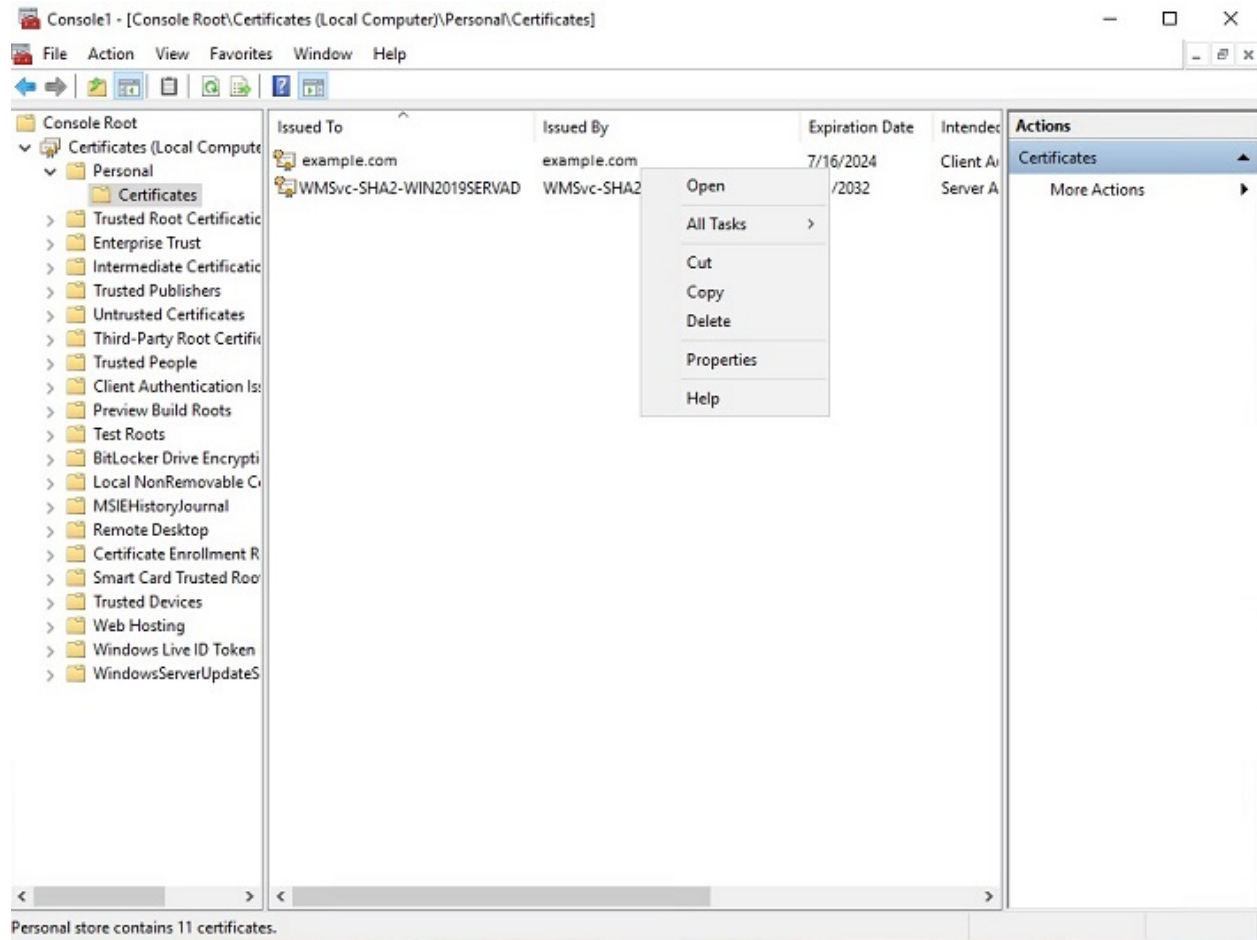 Console1 - [Console Root\Certificates (Local Computer)\Personal\Certificates]
File Action View Favorites Window Help
Console Root
Certificates (Local Compute
Personal
Certificates
Trusted Root Certificatic
Enterprise Trust
Intermediate Certificatic
Trusted Publishers
Untrusted Certificates
Third-Party Root Certific
Trusted People
Client Authentication Is
Preview Build Roots
Test Roots
BitLocker Drive Encrypti
Local NonRemovable C
MSIEHistoryJournal
Remote Desktop
Certificate Enrollment R
Smart Card Trusted Roo
Trusted Devices
Web Hosting
Windows Live ID Token
WindowsServerUpdateS
Issued To Issued By Expiration Date Intended
example.com example.com 7/16/2024 Client A
WMSvc-SHA2-WIN2019SERVAD WMSvc-SHA2 /2032 Server A
Open
All Tasks
Cut
Copy
Delete
Properties
Help
Actions
Certificates
More Actions
Personal store contains 11 certificates.